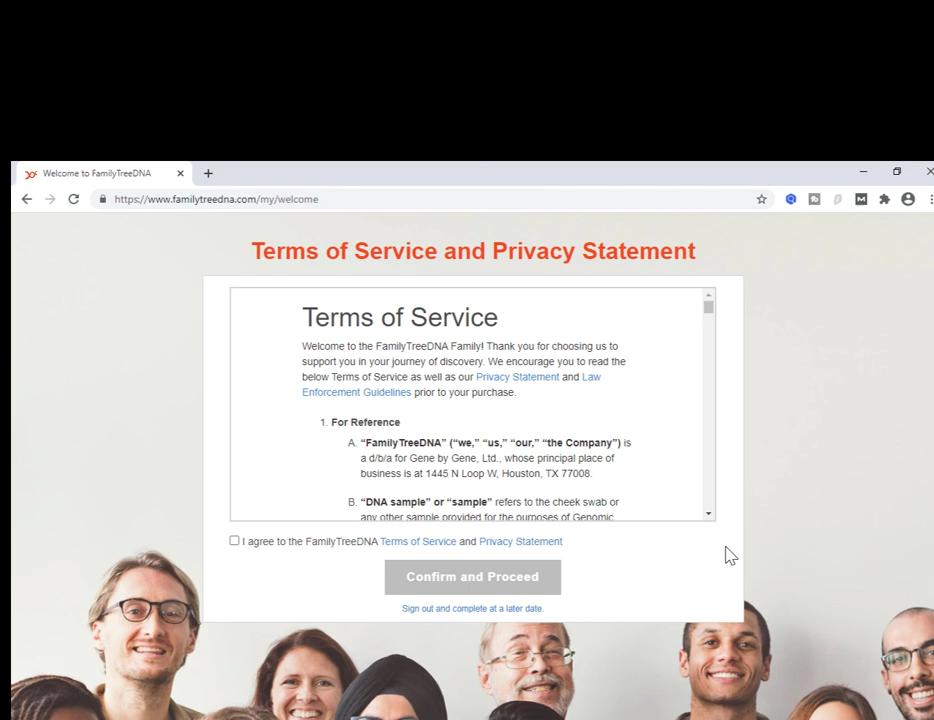 Welcome to FamilyTreeDNA
https://www.familytreedna.com/my/welcome
Terms of Service and Privacy Statement
Terms of Service
Welcome to the FamilyTreeDNA Family! Thank you for choosing us to
support you in your journey of discovery. We encourage you to read the
below Terms of Service as well as our Privacy Statement and Law
Enforcement Guidelines prior to your purchase.
1. For Reference
A. “FamilyTreeDNA” (“we,” “us,” “our,” “the Company”) is
a d/b/a for Gene by Gene, Ltd., whose principal place of
business is at 1445 N Loop W, Houston, TX 77008.
B. “DNA sample” or “sample” refers to the cheek swab or
any other sample provided for the purposes of Genomic
I agree to the FamilyTreeDNA Terms of Service and Privacy Statement
Confirm and Proceed
Sign out and complete at a later date.